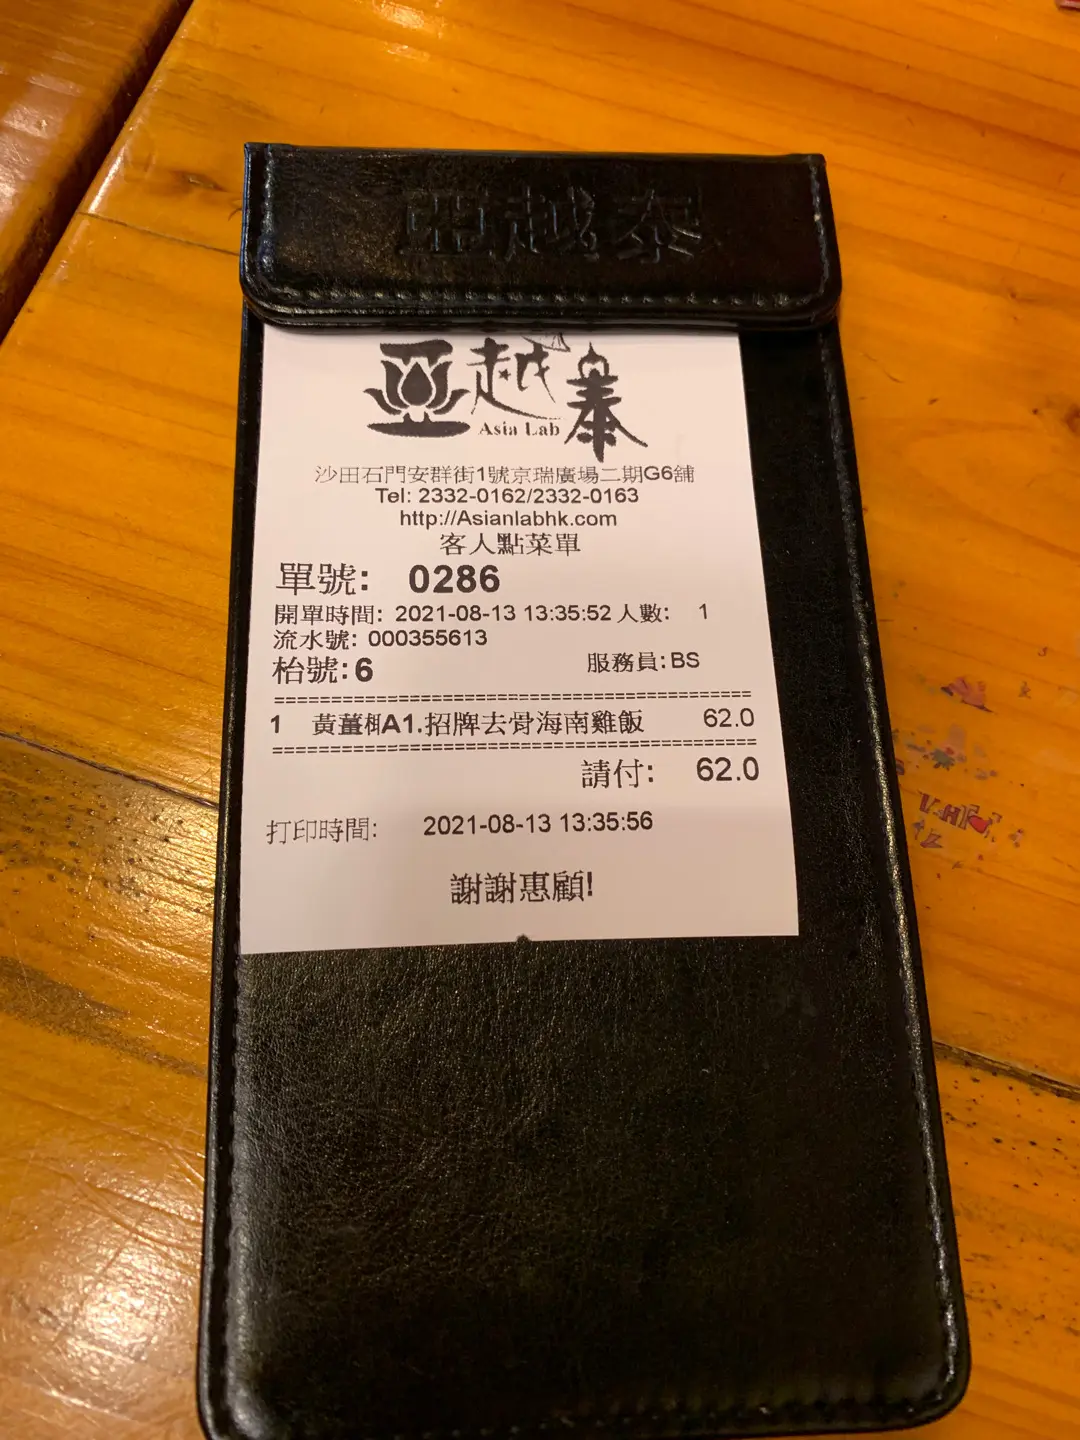 亞越泰
亞越泰
Asia Lab
沙田石門安群街1號京瑞廣場二期G6舖
Tel: 2332-0162/2332-0163
http://Asianlabhk.com
客人點菜單
單號: 0286
開單時間: 2021-08-13 13:35:52 人數: 1
流水號: 000355613
枱號: 6 服務員: BS
1 黃薑A1.招牌去骨海南雞飯 62.0
請付: 62.0
打印時間: 2021-08-13 13:35:56
謝謝惠顧!